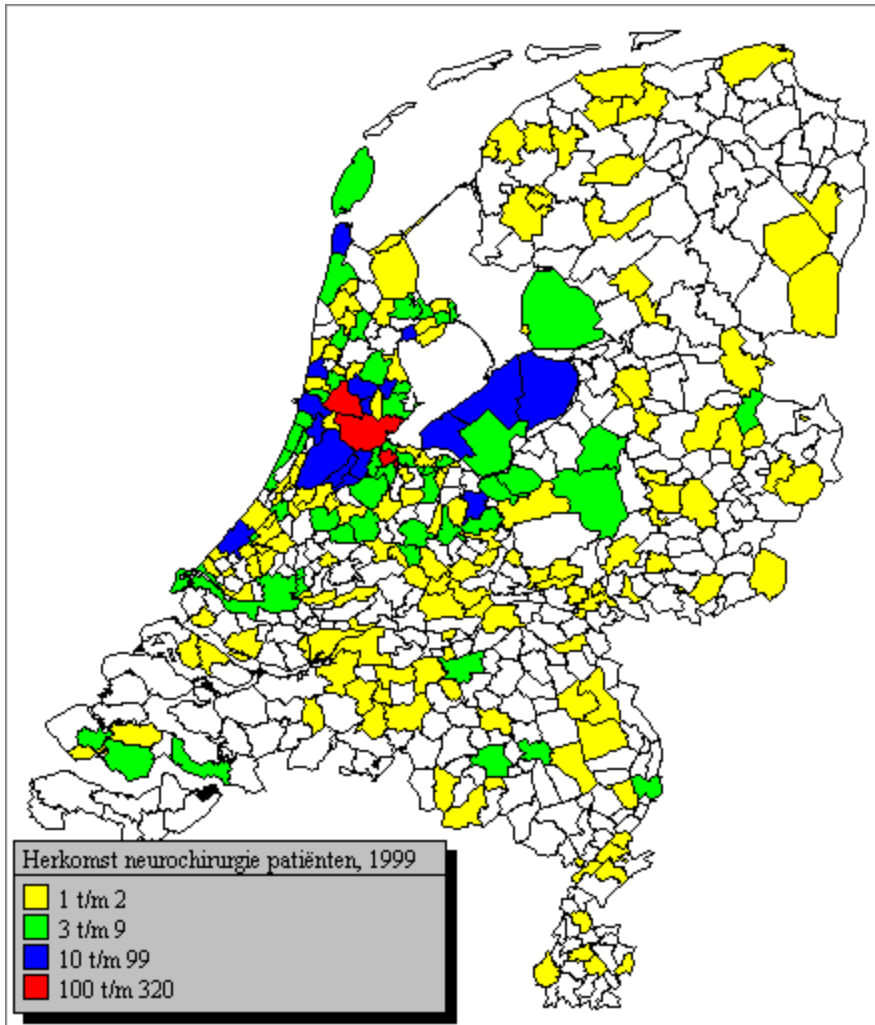 Herkomst neurochirurgie patiënten, 1999
1 t/m 2
3 t/m 9
10 t/m 99
100 t/m 320